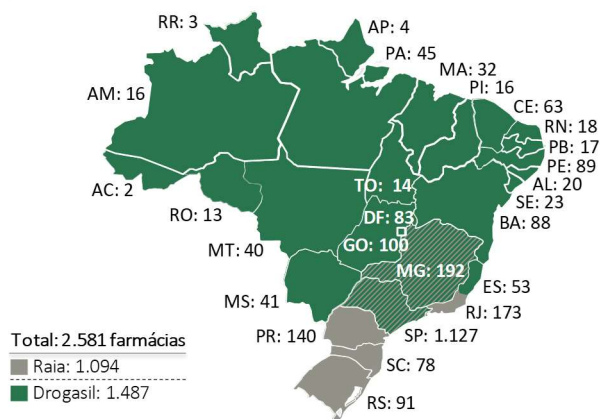 RR: 3
AP: 4
PA: 45
MA: 32
PI: 16
CE: 63
AM: 16
RN: 18
PB: 17
PE: 89
AL: 20
SE: 23
AC: 2
TO: 14
RO: 13
DF: 83
BA: 88
MT: 40
GO: 100
MG: 192
ES: 53
MS: 41
RJ: 173
PR: 140
SP: 1.127
SC: 78
RS: 91
Total: 2.581 farmácias
Raia: 1.094
Drogasil: 1.487